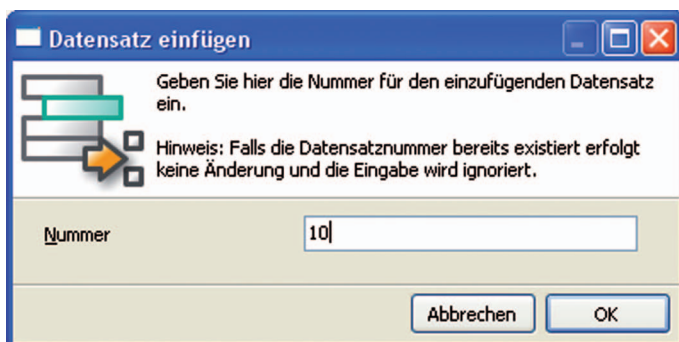 Datensatz einfügen
Geben Sie hier die Nummer für den einzufügenden Datensatz
ein.
Hinweis: Falls die Datensatznummer bereits existiert erfolgt
keine Änderung und die Eingabe wird ignoriert.
Nummer
10
Abbrechen
OK